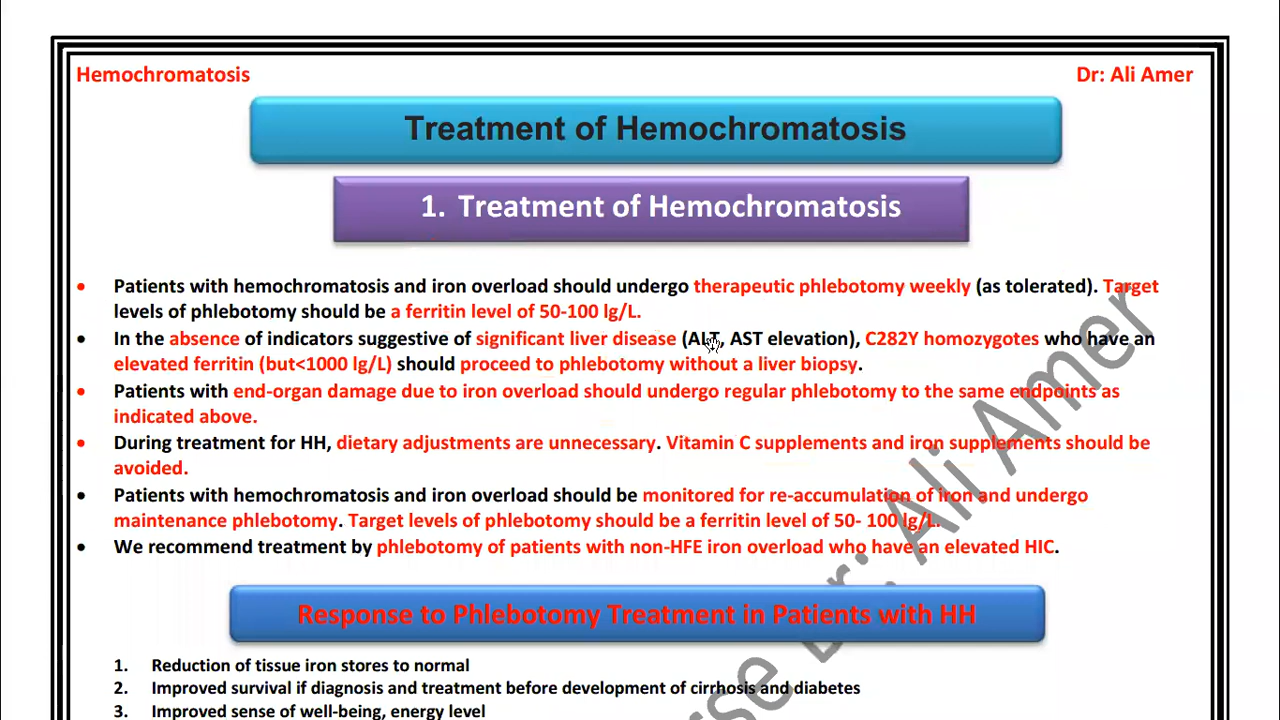 Hemochromatosis
Dr: Ali Amer
Treatment of Hemochromatosis
1. Treatment of Hemochromatosis
• Patients with hemochromatosis and iron overload should undergo therapeutic phlebotomy weekly (as tolerated). Target
levels of phlebotomy should be a ferritin level of 50-100 lg/L.
• In the absence of indicators suggestive of significant liver disease (ALT, AST elevation), C282Y homozygotes who have an
elevated ferritin (but<1000 lg/L) should proceed to phlebotomy without a liver biopsy.
• Patients with end-organ damage due to iron overload should undergo regular phlebotomy to the same endpoints as
indicated above.
• During treatment for HH, dietary adjustments are unnecessary. Vitamin C supplements and iron supplements should be
avoided.
• Patients with hemochromatosis and iron overload should be monitored for re-accumulation of iron and undergo
maintenance phlebotomy. Target levels of phlebotomy should be a ferritin level of 50- 100 lg/L.
• We recommend treatment by phlebotomy of patients with non-HFE iron overload who have an elevated HIC.
Response to Phlebotomy Treatment in Patients with HH
1. Reduction of tissue iron stores to normal
2. Improved survival if diagnosis and treatment before development of cirrhosis and diabetes
3. Improved sense of well-being, energy level
rse Dr: Ali Amer